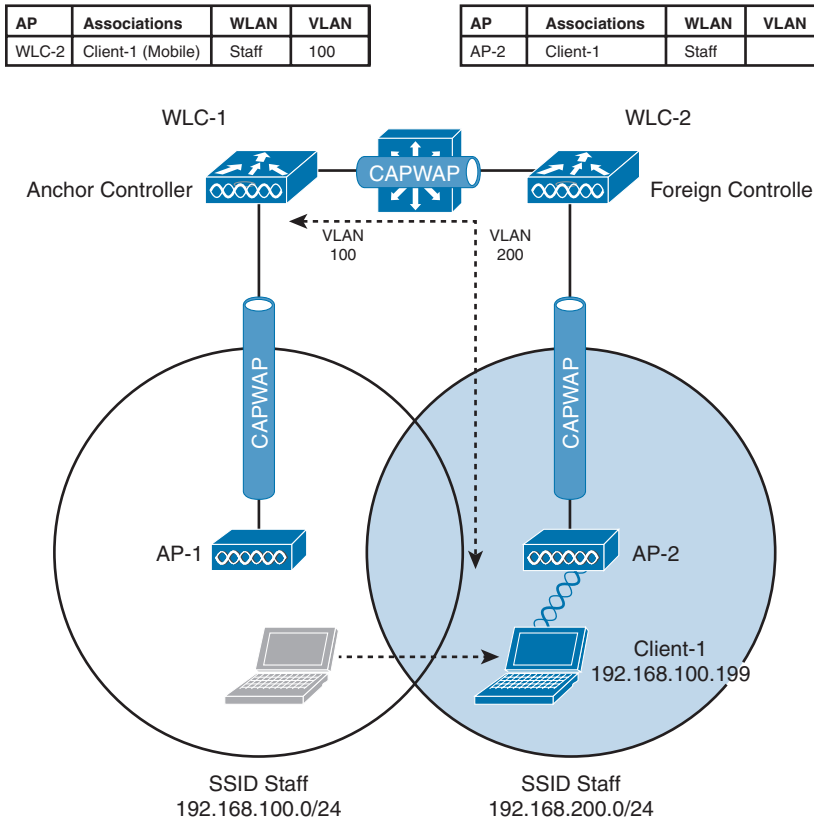 AP Associations WLAN VLAN
WLC-2 Client-1 (Mobile) Staff 100
AP Associations WLAN VLAN
AP-2 Client-1 Staff
WLC-1
WLC-2
CAPWAP
Anchor Controller
Foreign Controlle
VLAN
100
VLAN
200
CAPWAP
CAPWAP
AP-1
AP-2
Client-1
192.168.100.199
SSID Staff
192.168.100.0/24
SSID Staff
192.168.200.0/24